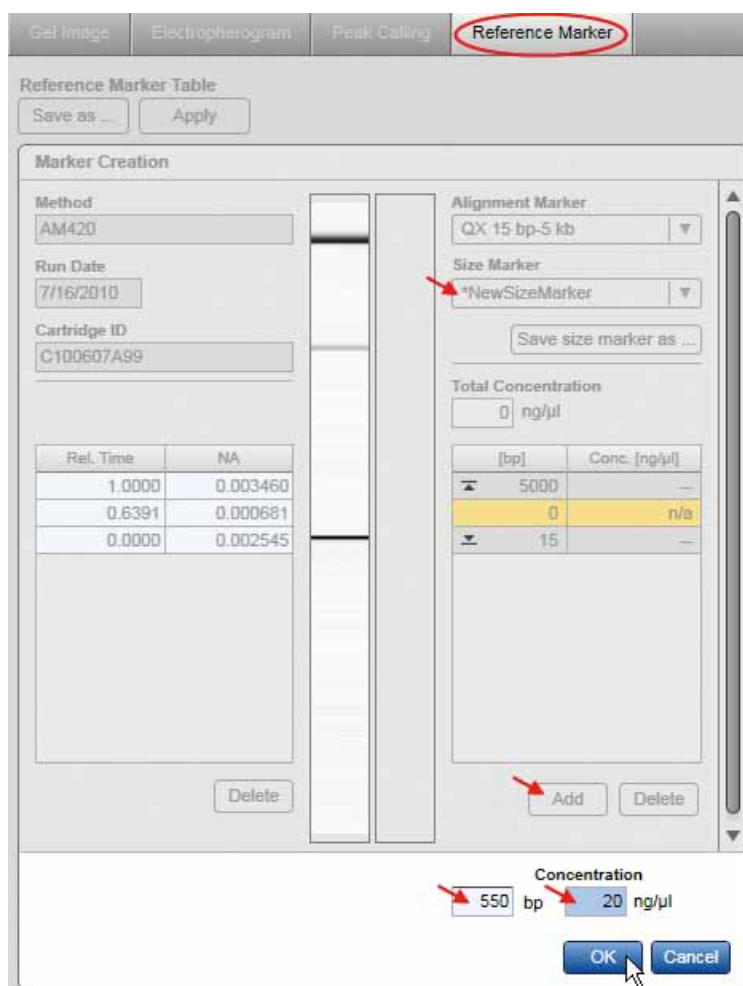 Gel Image Electropherogram Peak Calling Reference Marker
Reference Marker Table
Save as ... Apply
Marker Creation
Method
AM420
Run Date
7/16/2010
Cartridge ID
C100607A99
Rel. Time NA
1.0000 0.003460
0.6391 0.000681
0.0000 0.002545
Delete
Alignment Marker
QX 15 bp-5 kb
Size Marker
*NewSizeMarker
Save size marker as ...
Total Concentration
0 ng/µl
[bp] Conc. [ng/µl]
5000 —
0 n/a
15 —
Add Delete
Concentration
550 bp 20 ng/µl
OK Cancel